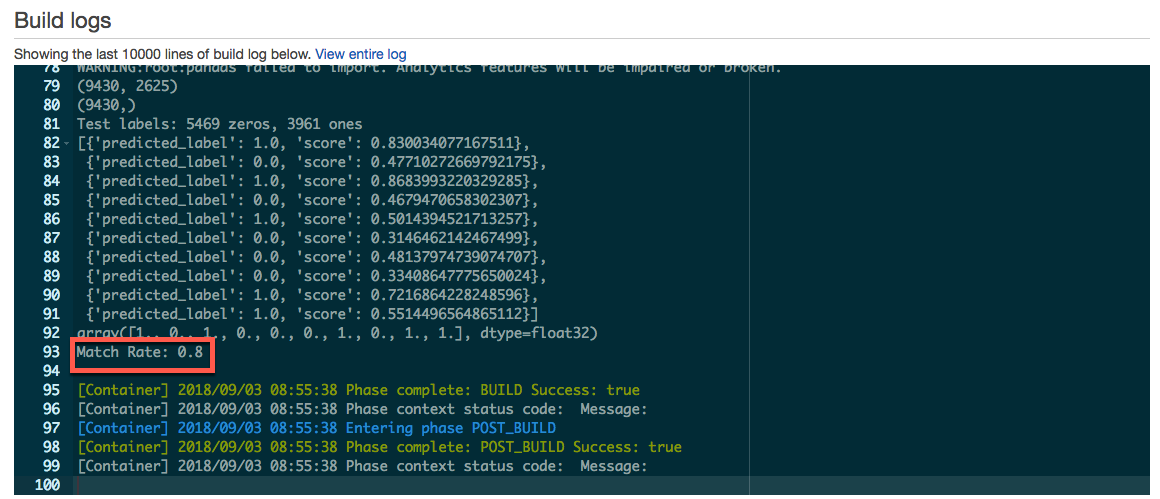 Build logs
Showing the last 10000 lines of build log below. View entire log
78 WARNING:root:pandas failed to import. Analytics features will be impaired or broken.
79 (9430, 2625)
80 (9430,)
81 Test labels: 5469 zeros, 3961 ones
82 [{'predicted_label': 1.0, 'score': 0.830034077167511},
83 {'predicted_label': 0.0, 'score': 0.47710272669792175},
84 {'predicted_label': 1.0, 'score': 0.8683993220329285},
85 {'predicted_label': 0.0, 'score': 0.4679470658302307},
86 {'predicted_label': 1.0, 'score': 0.5014394521713257},
87 {'predicted_label': 0.0, 'score': 0.3146462142467499},
88 {'predicted_label': 0.0, 'score': 0.48137974739074707},
89 {'predicted_label': 0.0, 'score': 0.33408647775650024},
90 {'predicted_label': 1.0, 'score': 0.7216864228248596},
91 {'predicted_label': 1.0, 'score': 0.5514496564865112}]
92 array([1., 0., 1., 0., 0., 0., 1., 0., 1., 1.], dtype=float32)
93 Match Rate: 0.8
94
95 [Container] 2018/09/03 08:55:38 Phase complete: BUILD Success: true
96 [Container] 2018/09/03 08:55:38 Phase context status code: Message:
97 [Container] 2018/09/03 08:55:38 Entering phase POST_BUILD
98 [Container] 2018/09/03 08:55:38 Phase complete: POST_BUILD Success: true
99 [Container] 2018/09/03 08:55:38 Phase context status code: Message:
100